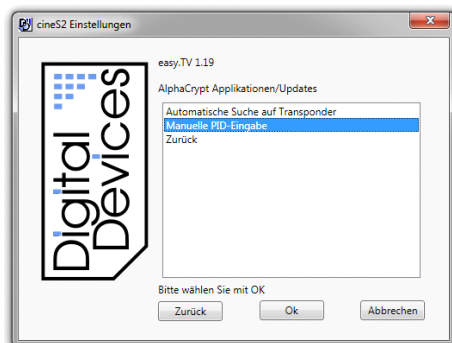 cineS2 Einstellungen
easy.TV 1.19
AlphaCrypt Applikationen/Updates
Automatische Suche auf Transponder
Manuelle PID-Eingabe
Zurück
Digital
Devices
Bitte wählen Sie mit OK
Zurück
Ok
Abbrechen